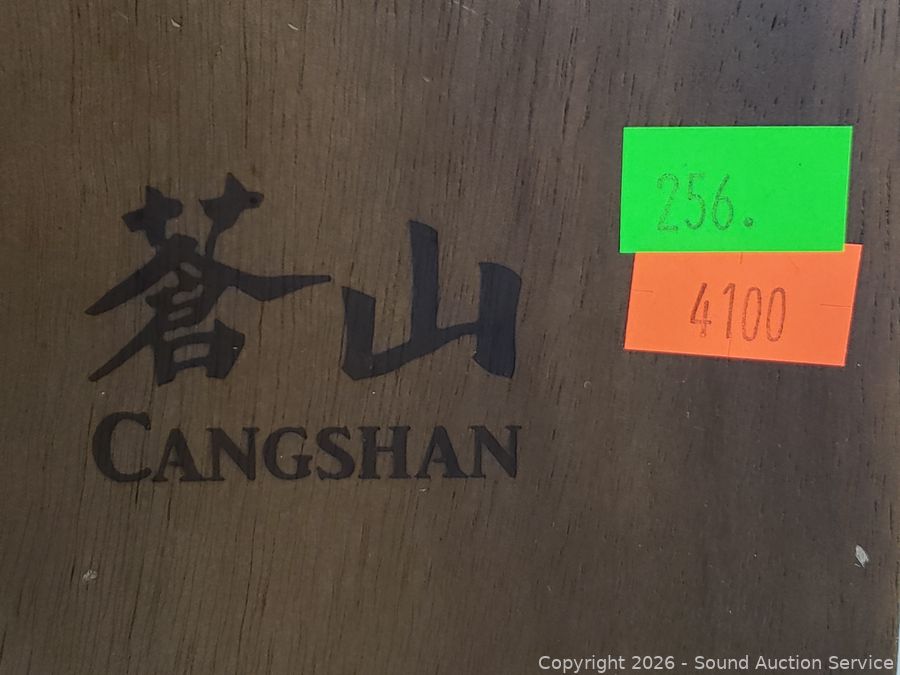 蒼山
CANGSHAN
256.
4100
Copyright 2026 - Sound Auction Service